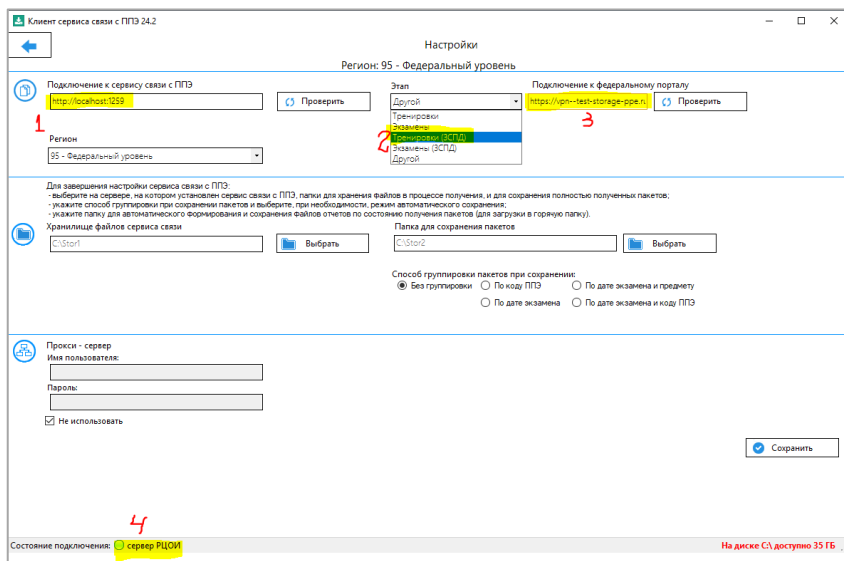 Клиент сервиса связи с ППЭ 24.2
Настройки
Регион: 95 - Федеральный уровень
Подключение к сервису связи с ППЭ
http://localhost:1259
Проверить
1
Регион
95 - Федеральный уровень
Этап
Другой
Тренировки
Экзамены
Тренировки (ЗСПД)
Экзамены (ЗСПД)
Другой
2
Подключение к федеральному порталу
https://vpn--test-storage-ppe.ru
Проверить
3
Для завершения настройки сервиса связи с ППЭ:
- выберите на сервере, на котором установлен сервис связи с ППЭ, папки для хранения файлов в процессе получения, и для сохранения полностью полученных пакетов;
- укажите способ группировки при сохранении пакетов и выберите, при необходимости, режим автоматического сохранения;
- укажите папку для автоматического формирования и сохранения файлов отчетов по состоянию получения пакетов (для загрузки в горячую папку).
Хранилище файлов сервиса связи
C:\Stor1
Выбрать
Папка для сохранения пакетов
C:\Stor2
Выбрать
Способ группировки пакетов при сохранении:
Без группировки По коду ППЭ По дате экзамена и предмету
По дате экзамена По дате экзамена и коду ППЭ
Прокси - сервер
Имя пользователя:
Пароль:
Не использовать
Сохранить
4
Состояние подключения: сервер РЦОИ
На диске C:\ доступно 35 ГБ